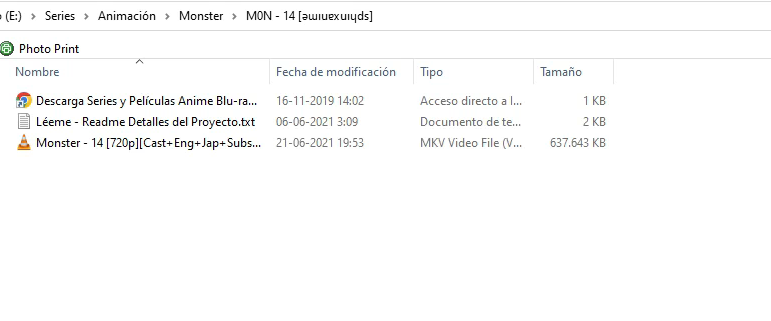 (E:) > Series > Animación > Monster > M0N - 14 [ǝɯıuɐxuıɥds]
Photo Print
Nombre Fecha de modificación Tipo Tamaño
Descarga Series y Películas Anime Blu-ra... 16-11-2019 14:02 Acceso directo a l... 1 KB
Léeme - Readme Detalles del Proyecto.txt 06-06-2021 3:09 Documento de te... 2 KB
Monster - 14 [720p][Cast+Eng+Jap+Subs... 21-06-2021 19:53 MKV Video File (V... 637.643 KB